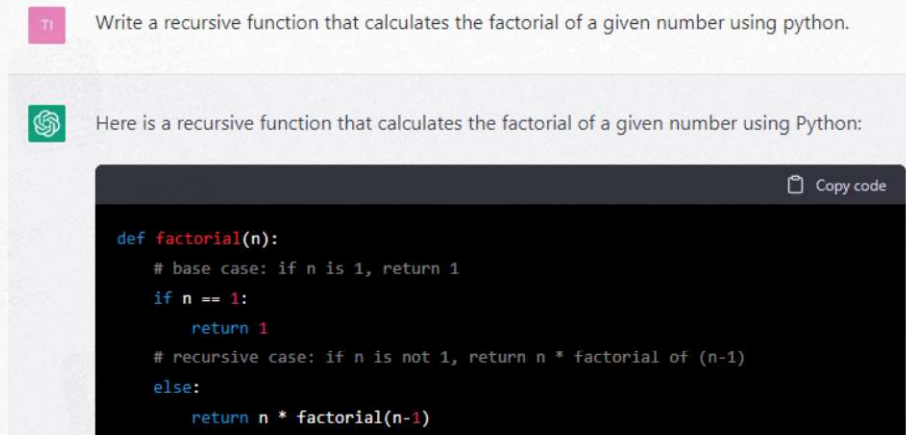 TI
Write a recursive function that calculates the factorial of a given number using python.
Here is a recursive function that calculates the factorial of a given number using Python:
Copy code
def factorial(n):
    # base case: if n is 1, return 1
    if n == 1:
        return 1
    # recursive case: if n is not 1, return n * factorial of (n-1)
    else:
        return n * factorial(n-1)